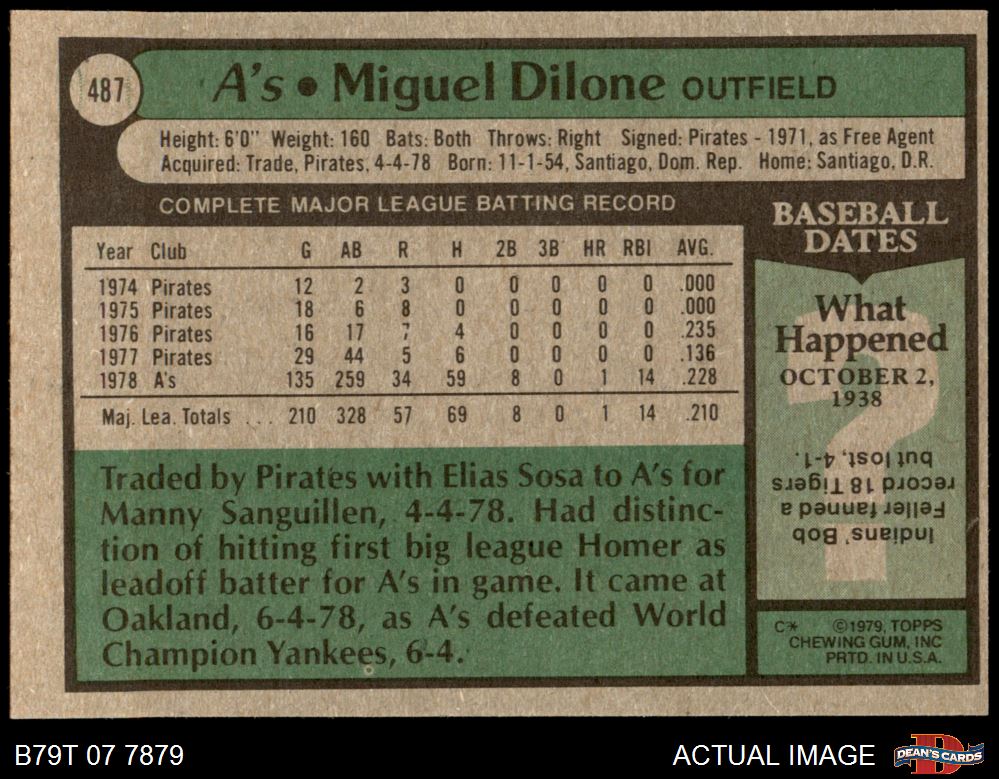 487
A's • Miguel Dilone OUTFIELD
Height: 6'0" Weight: 160 Bats: Both Throws: Right Signed: Pirates - 1971, as Free Agent
Acquired: Trade, Pirates, 4-4-78 Born: 11-1-54, Santiago, Dom. Rep. Home: Santiago, D.R.
COMPLETE MAJOR LEAGUE BATTING RECORD
Year Club G AB R H 2B 3B HR RBI AVG.
1974 Pirates 12 2 3 0 0 0 0 0 .000
1975 Pirates 18 6 8 0 0 0 0 0 .000
1976 Pirates 16 17 7 4 0 0 0 0 .235
1977 Pirates 29 44 5 6 0 0 0 0 .136
1978 A's 135 259 34 59 8 0 1 14 .228
Maj. Lea. Totals ... 210 328 57 69 8 0 1 14 .210
Traded by Pirates with Elias Sosa to A's for
Manny Sanguillen, 4-4-78. Had distinc-
tion of hitting first big league Homer as
leadoff batter for A's in game. It came at
Oakland, 6-4-78, as A's defeated World
Champion Yankees, 6-4.
BASEBALL
DATES
What
Happened
OCTOBER 2,
1938
?
Indians' Bob
Feller fanned a
record 18 Tigers
but lost, 4-1.
C* ©1979, TOPPS
CHEWING GUM, INC
PRTD. IN U.S.A.
B79T 07 7879
ACTUAL IMAGE
D
DEAN'S CARDS